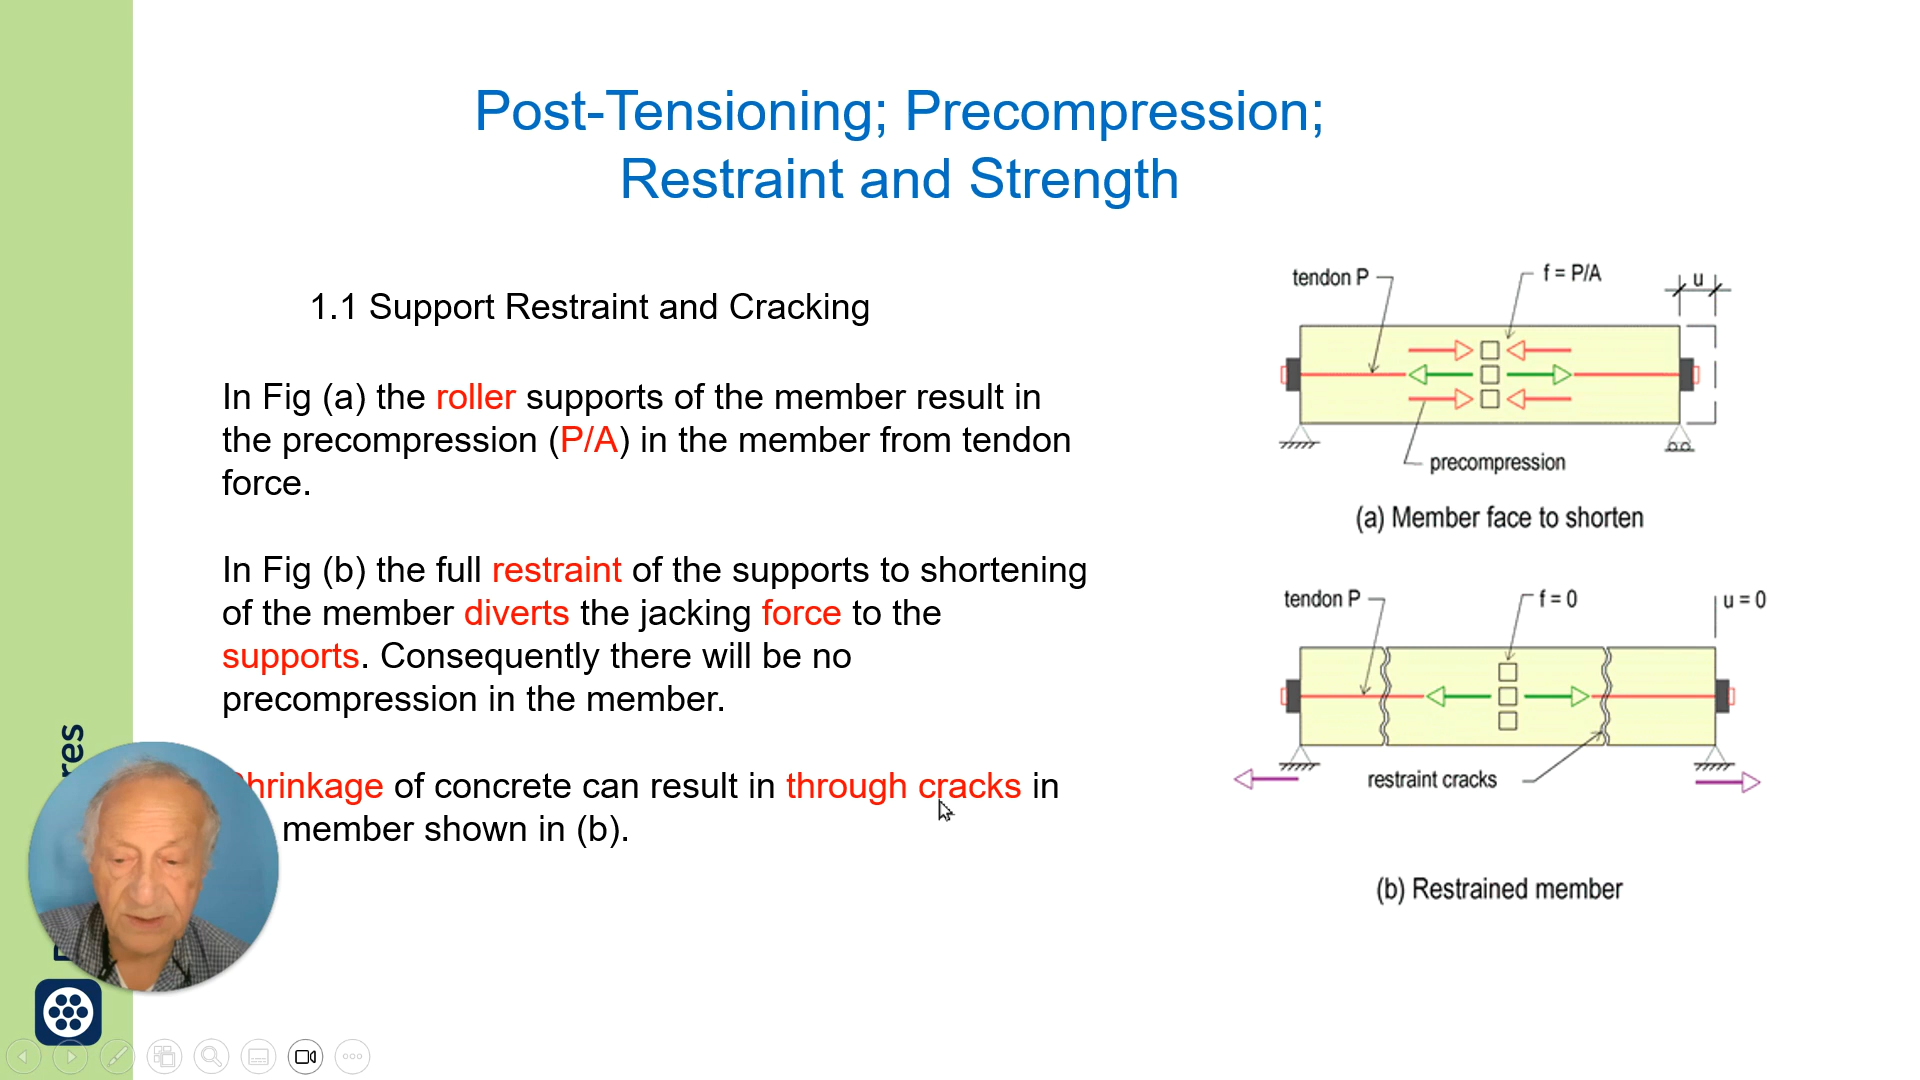 Post-Tensioning; Precompression;
Restraint and Strength
1.1 Support Restraint and Cracking
In Fig (a) the roller supports of the member result in
the precompression (P/A) in the member from tendon
force.
In Fig (b) the full restraint of the supports to shortening
of the member diverts the jacking force to the
supports. Consequently there will be no
precompression in the member.
hrinkage of concrete can result in through cracks in
member shown in (b).
tendon P
f = P/A
u
precompression
(a) Member face to shorten
tendon P
f = 0
u = 0
restraint cracks
(b) Restrained member
res